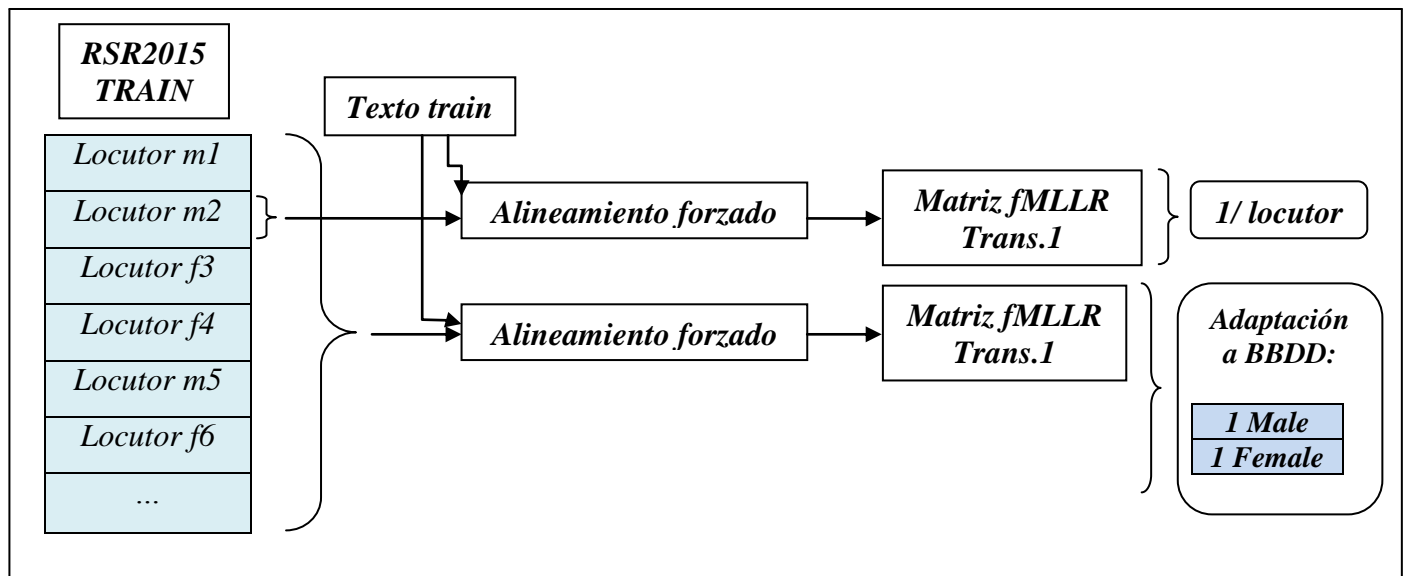 RSR2015
TRAIN
Texto train
Locutor m1
Locutor m2
Locutor f3
Locutor f4
Locutor m5
Locutor f6
...
Alineamiento forzado
Matriz fMLLR
Trans.1
1/ locutor
Alineamiento forzado
Matriz fMLLR
Trans.1
Adaptación
a BBDD:
1 Male
1 Female